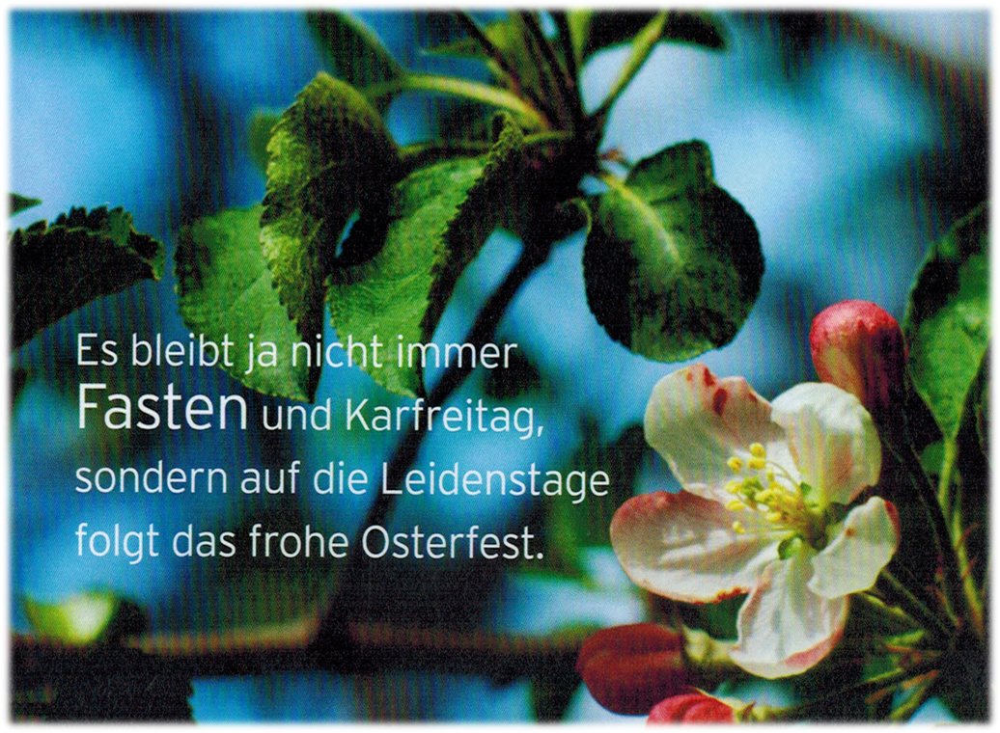 Es bleibt ja nicht immer
Fasten und Karfreitag,
sondern auf die Leidenstage
folgt das frohe Osterfest.